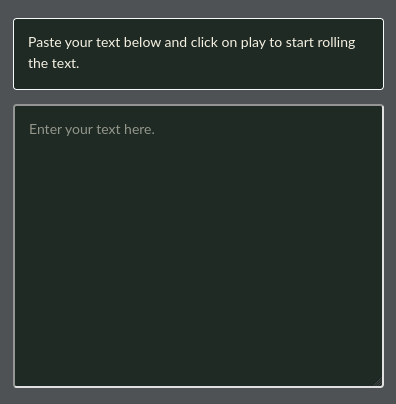 Paste your text below and click on play to start rolling
the text.
Enter your text here.